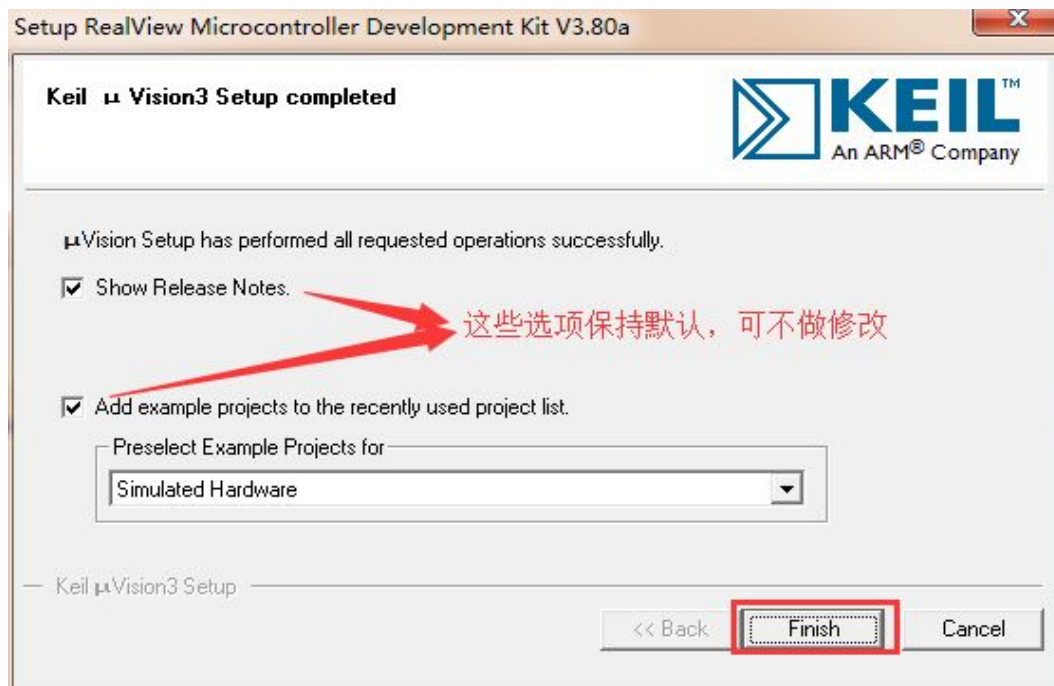 Setup RealView Microcontroller Development Kit V3.80a
Keil μ Vision3 Setup completed
KEIL™
An ARM® Company
μVision Setup has performed all requested operations successfully.
Show Release Notes.
这些选项保持默认，可不做修改
Add example projects to the recently used project list.
Preselect Example Projects for
Simulated Hardware
Keil μVision3 Setup
<< Back
Finish
Cancel